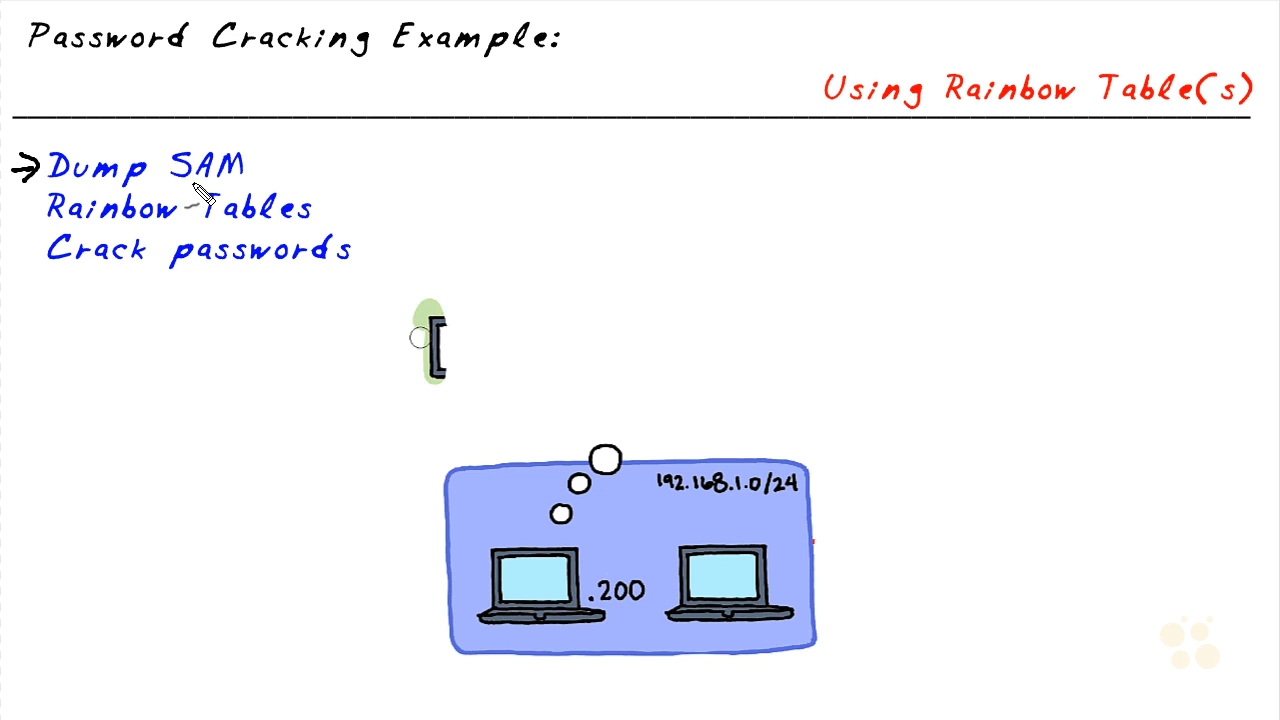 Password Cracking Example:
Using Rainbow Table(s)
Dump SAM
Rainbow Tables
Crack passwords
192.168.1.0/24
.200